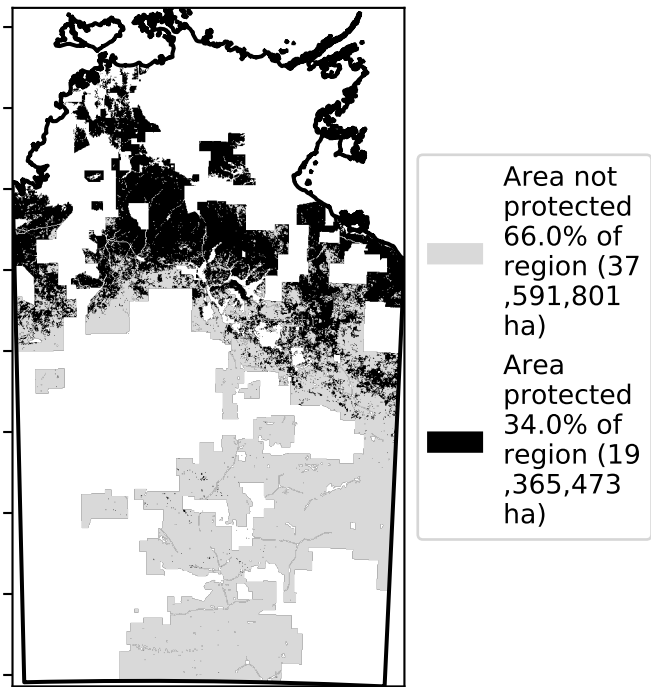 Area not
protected
66.0% of
region (37
,591,801
ha)
Area
protected
34.0% of
region (19
,365,473
ha)